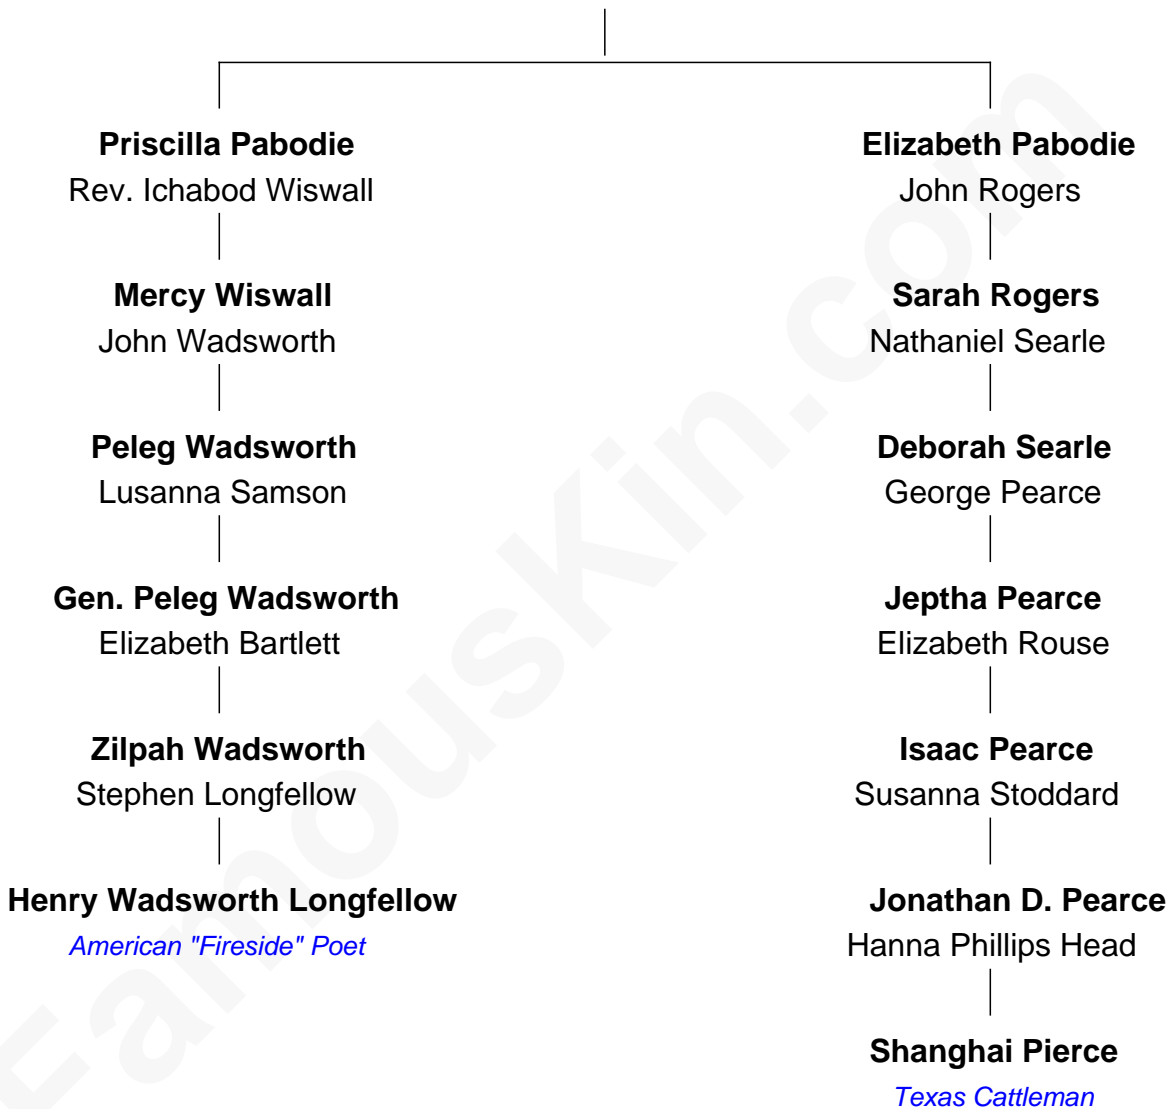 Priscilla Pabodie
Rev. Ichabod Wiswall
Mercy Wiswall
John Wadsworth
Peleg Wadsworth
Lusanna Samson
Gen. Peleg Wadsworth
Elizabeth Bartlett
Zilpah Wadsworth
Stephen Longfellow
Henry Wadsworth Longfellow
American "Fireside" Poet
Elizabeth Pabodie
John Rogers
Sarah Rogers
Nathaniel Searle
Deborah Searle
George Pearce
Jeptha Pearce
Elizabeth Rouse
Isaac Pearce
Susanna Stoddard
Jonathan D. Pearce
Hanna Phillips Head
Shanghai Pierce
Texas Cattleman
FamousKin.com